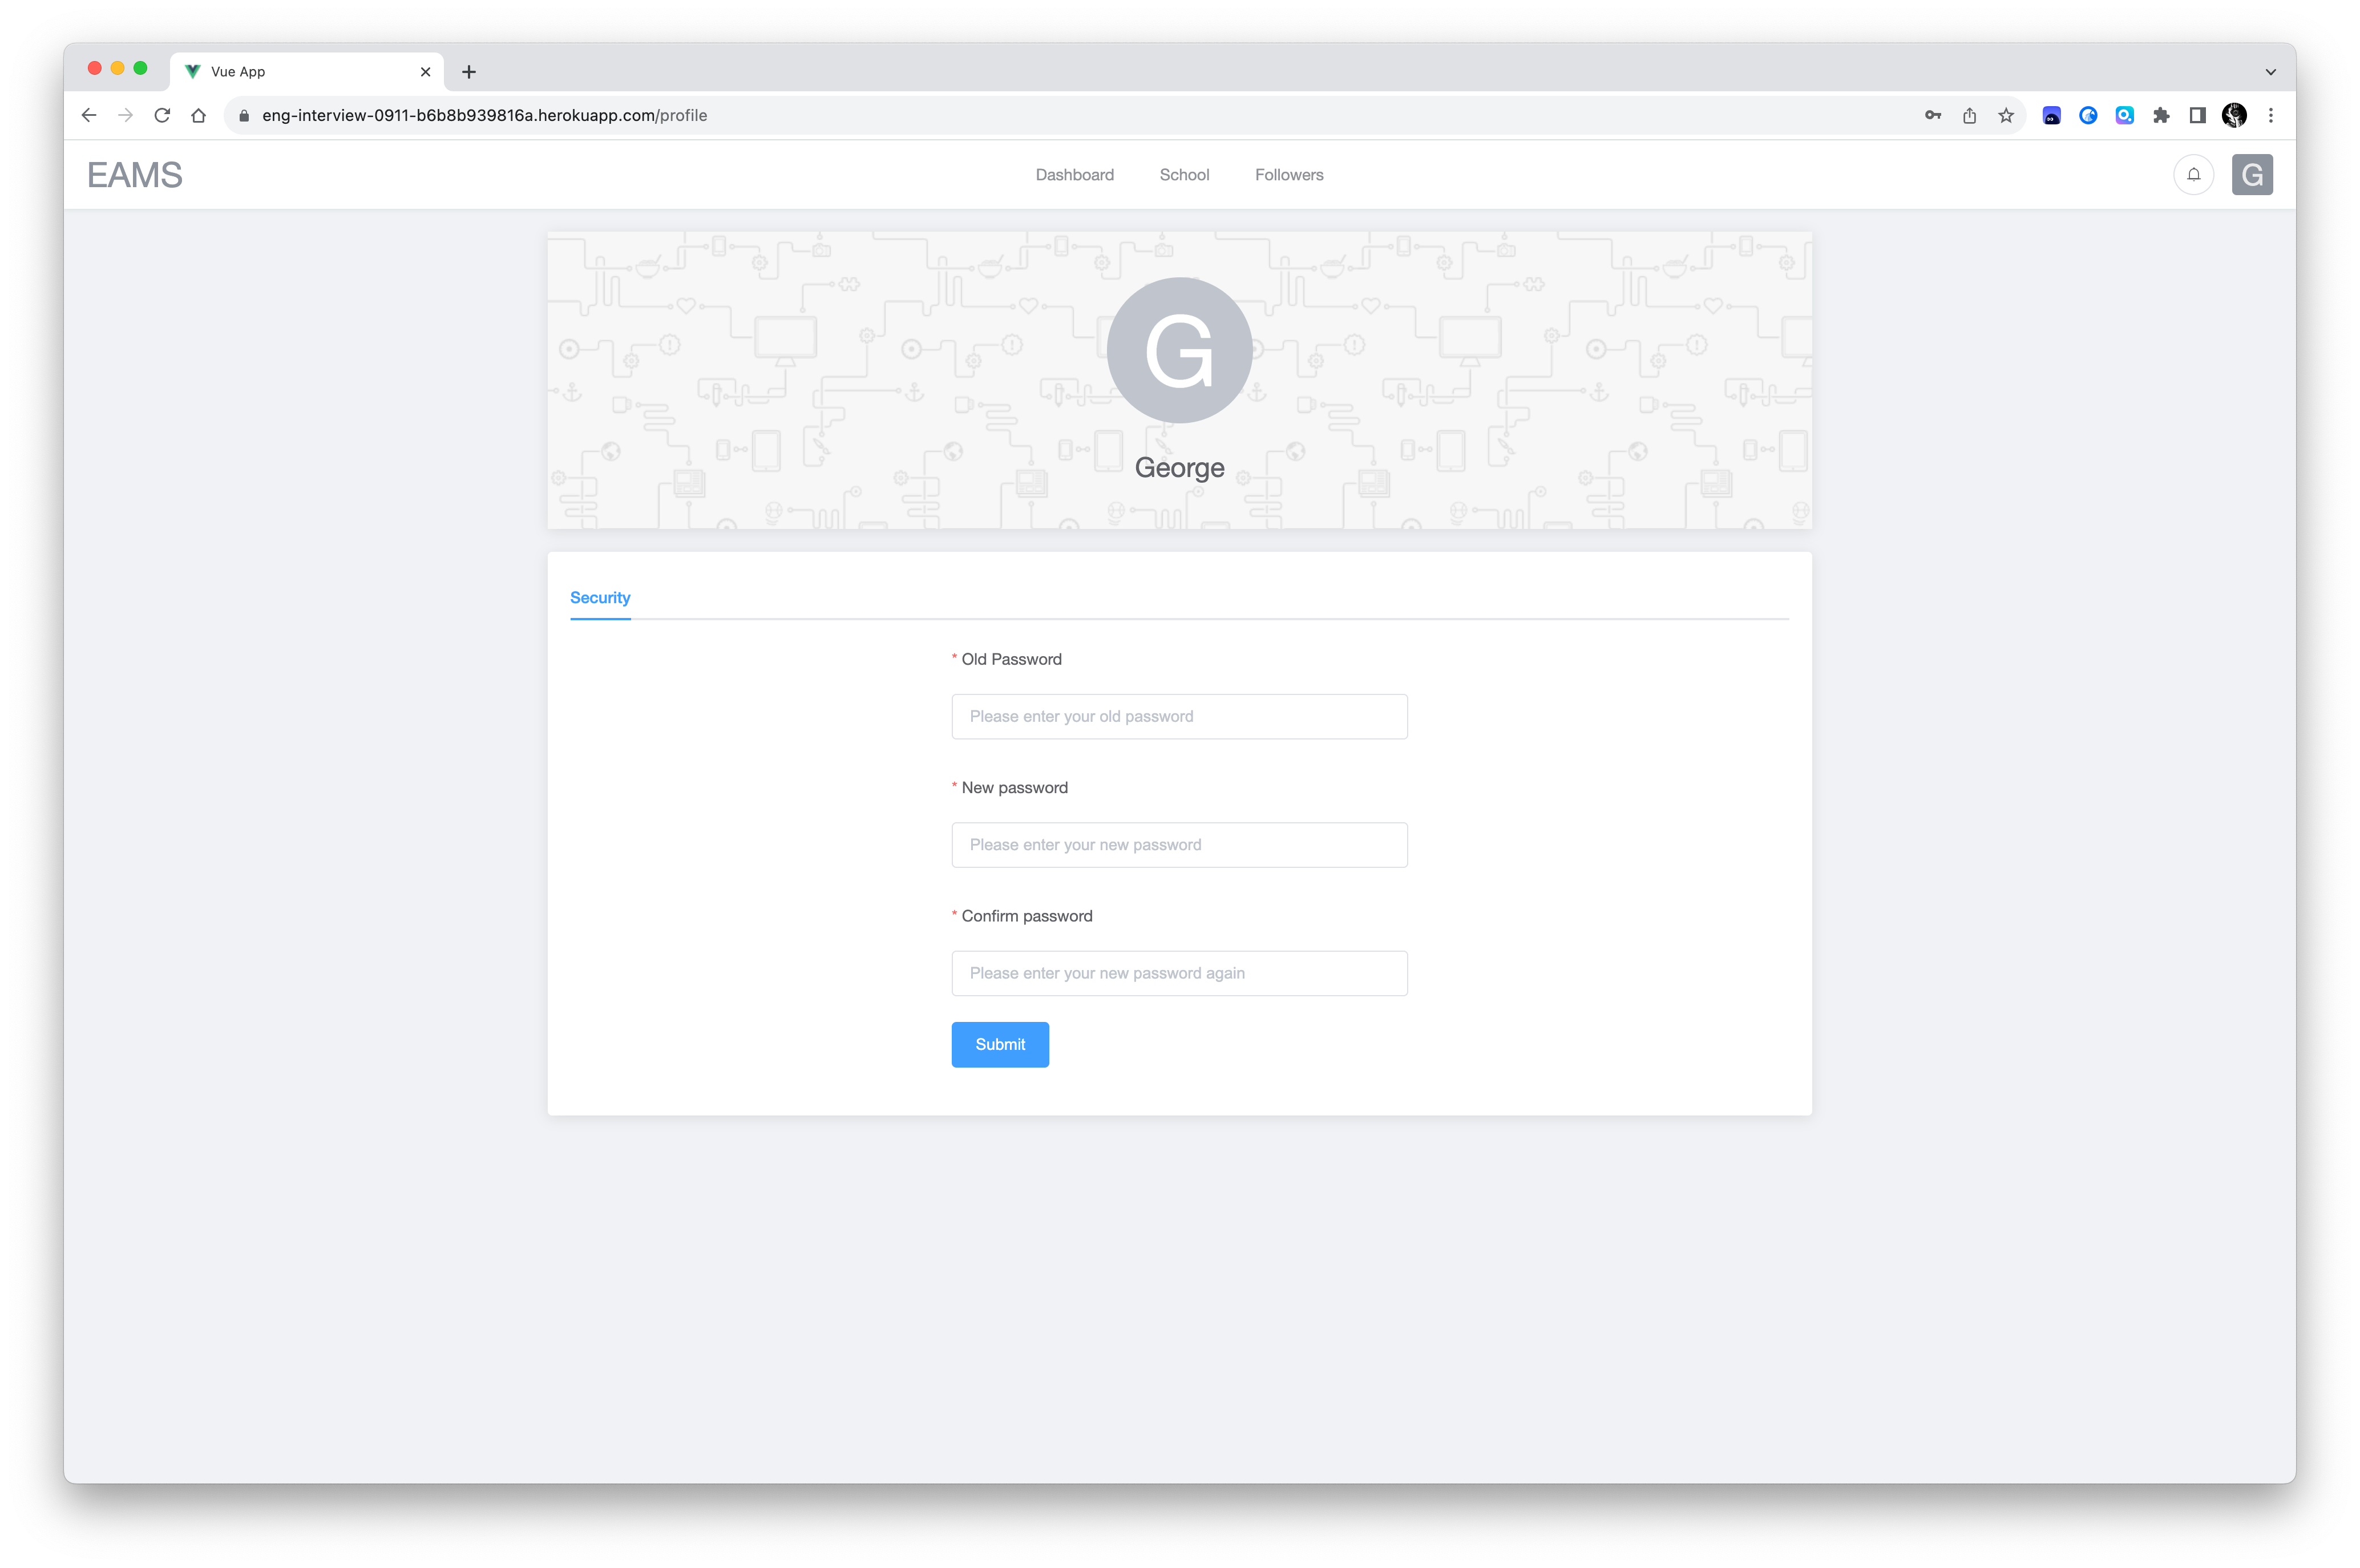 Vue App
eng-interview-0911-b6b8b939816a.herokuapp.com/profile
EAMS
Dashboard School Followers
G
G
George
Security
* Old Password
Please enter your old password
* New password
Please enter your new password
* Confirm password
Please enter your new password again
Submit